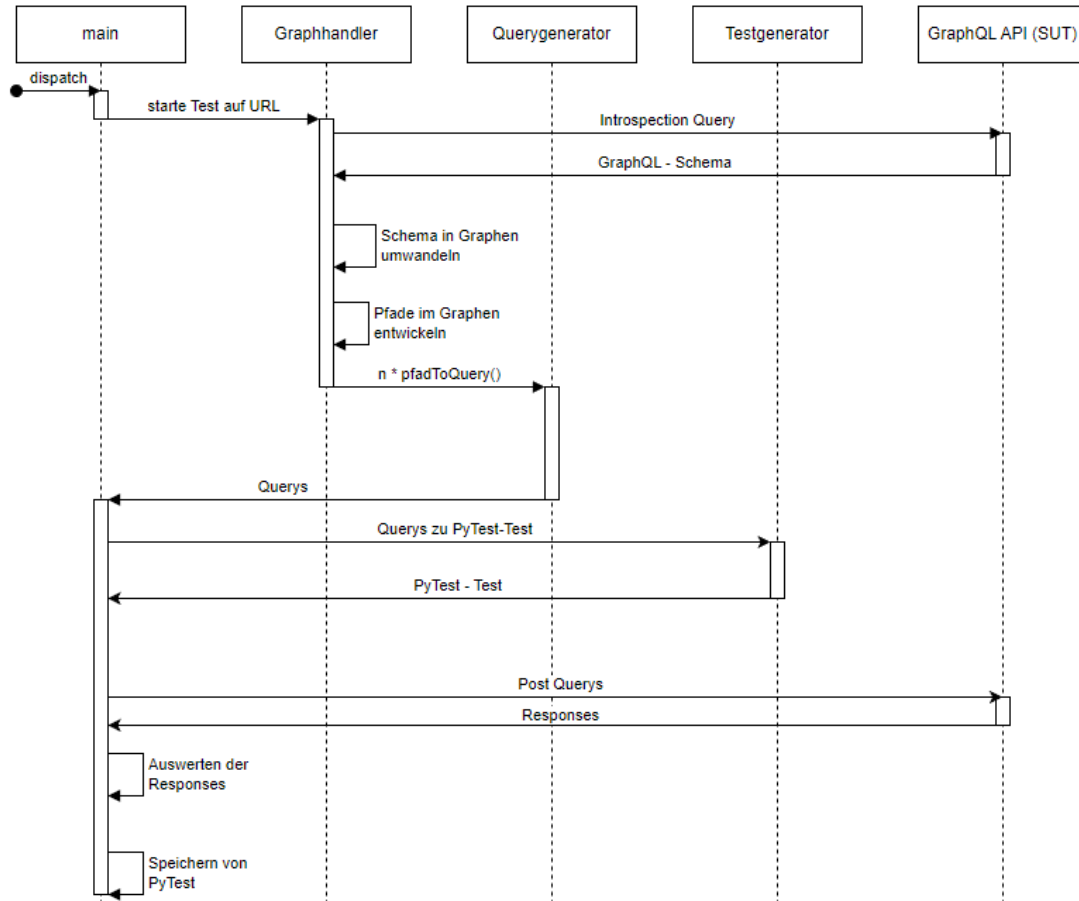 main
Graphhandler
Querygenerator
Testgenerator
GraphQL API (SUT)
dispatch
starte Test auf URL
Introspection Query
GraphQL - Schema
Schema in Graphen
umwandeln
Pfade im Graphen
entwickeln
n * pfadToQuery()
Querys
Querys zu PyTest-Test
PyTest - Test
Post Querys
Responses
Auswerten der
Responses
Speichern von
PyTest